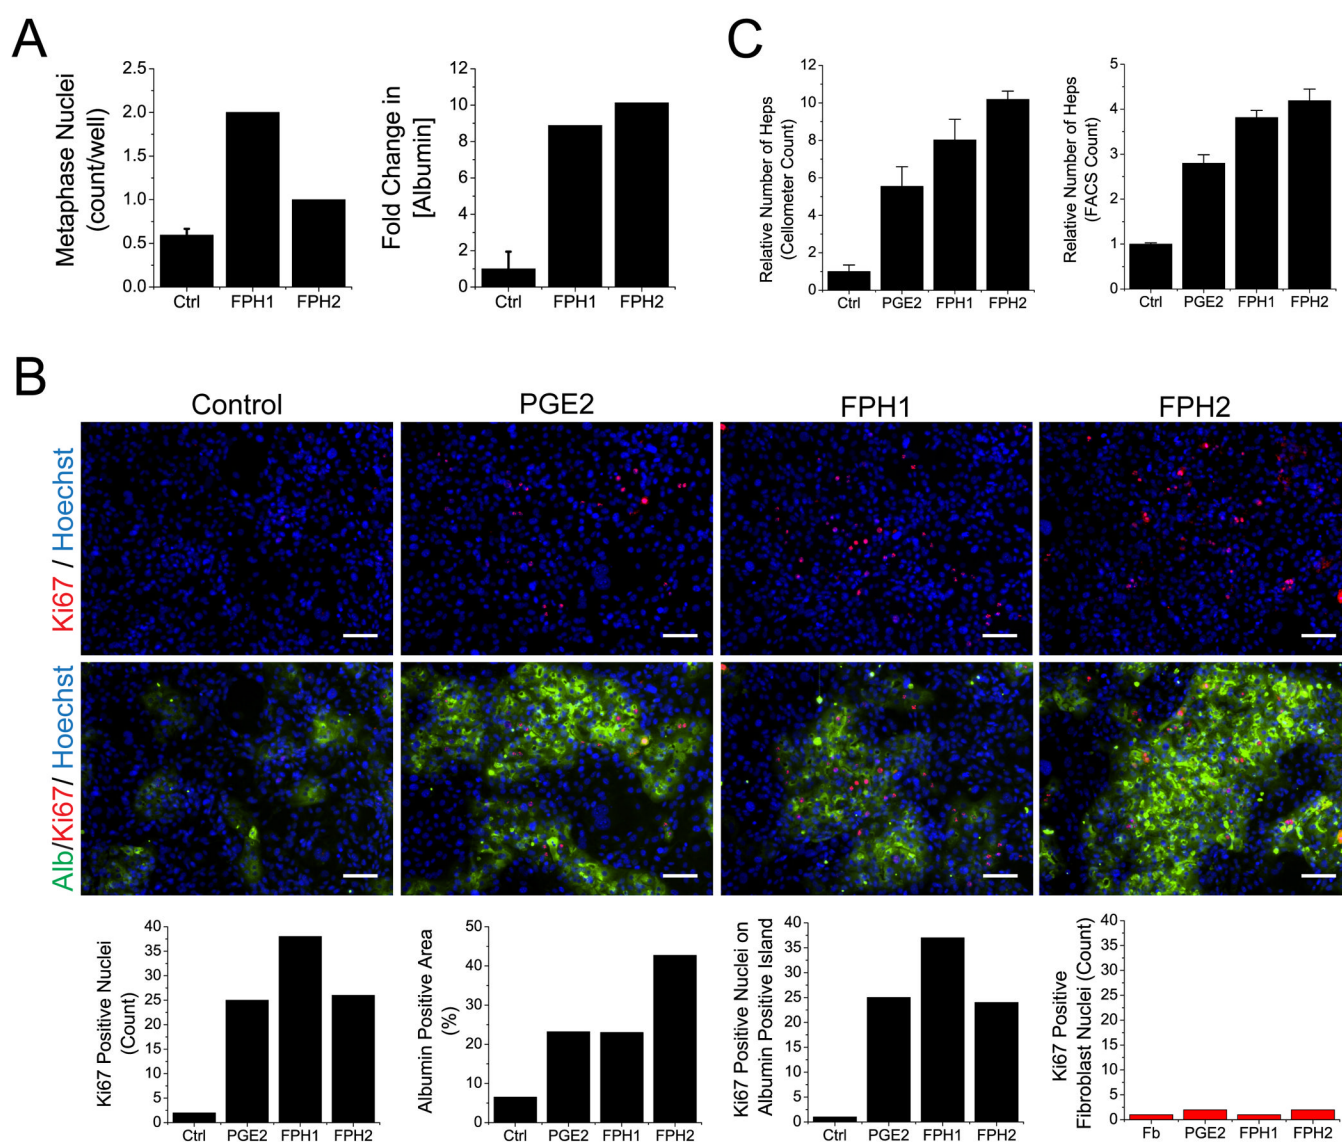 A
Metaphase Nuclei
(count/well)
2.5
2.0
1.5
1.0
0.5
0.0
Ctrl FPH1 FPH2
Fold Change in
[Albumin]
12
10
8
6
4
2
0
Ctrl FPH1 FPH2
C
Relative Number of Heps
(Cellometer Count)
12
10
8
6
4
2
0
Ctrl PGE2 FPH1 FPH2
Relative Number of Heps
(FACS Count)
5
4
3
2
1
0
Ctrl PGE2 FPH1 FPH2
B
Control PGE2 FPH1 FPH2
Ki67 / Hoechst
Alb/Ki67/ Hoechst
Ki67 Positive Nuclei
(Count)
40
35
30
25
20
15
10
5
0
Ctrl PGE2 FPH1 FPH2
Albumin Positive Area
(%)
50
40
30
20
10
0
Ctrl PGE2 FPH1 FPH2
Ki67 Positive Nuclei on
Albumin Positive Island
40
35
30
25
20
15
10
5
0
Ctrl PGE2 FPH1 FPH2
Ki67 Positive
Fibroblast Nuclei (Count)
40
35
30
25
20
15
10
5
0
Fb PGE2 FPH1 FPH2